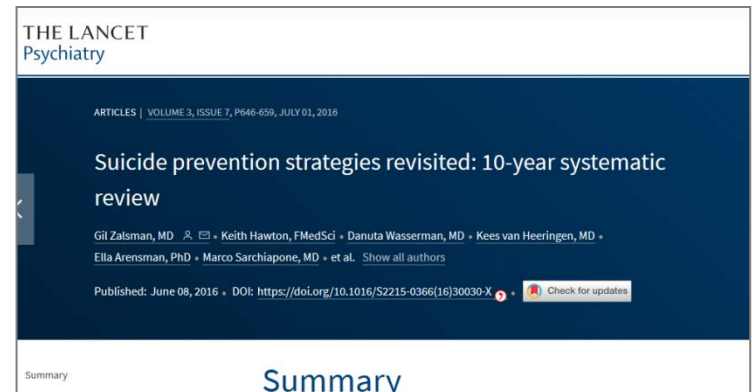 THE LANCET
Psychiatry
ARTICLES | VOLUME 3, ISSUE 7, P646-659, JULY 01, 2016
Suicide prevention strategies revisited: 10-year systematic
review
Gil Zalsman, MD • Keith Hawton, FMedSci • Danuta Wasserman, MD • Kees van Heeringen, MD •
Ella Arensman, PhD • Marco Sarchiapone, MD • et al. Show all authors
Published: June 08, 2016 • DOI: https://doi.org/10.1016/S2215-0366(16)30030-X • Check for updates
Summary
Summary